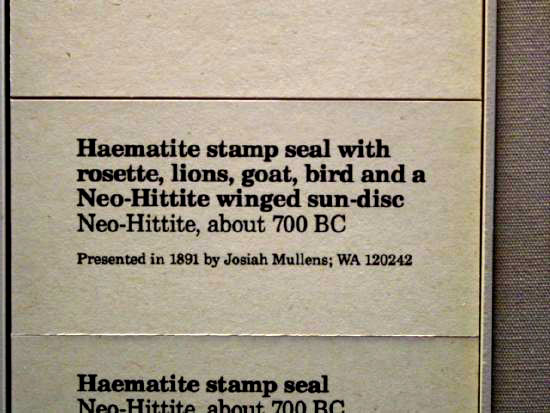 Haematite stamp seal with
rosette, lions, goat, bird and a
Neo-Hittite winged sun-disc
Neo-Hittite, about 700 BC
Presented in 1891 by Josiah Mullens; WA 120242
Haematite stamp seal
Neo-Hittite, about 700 BC